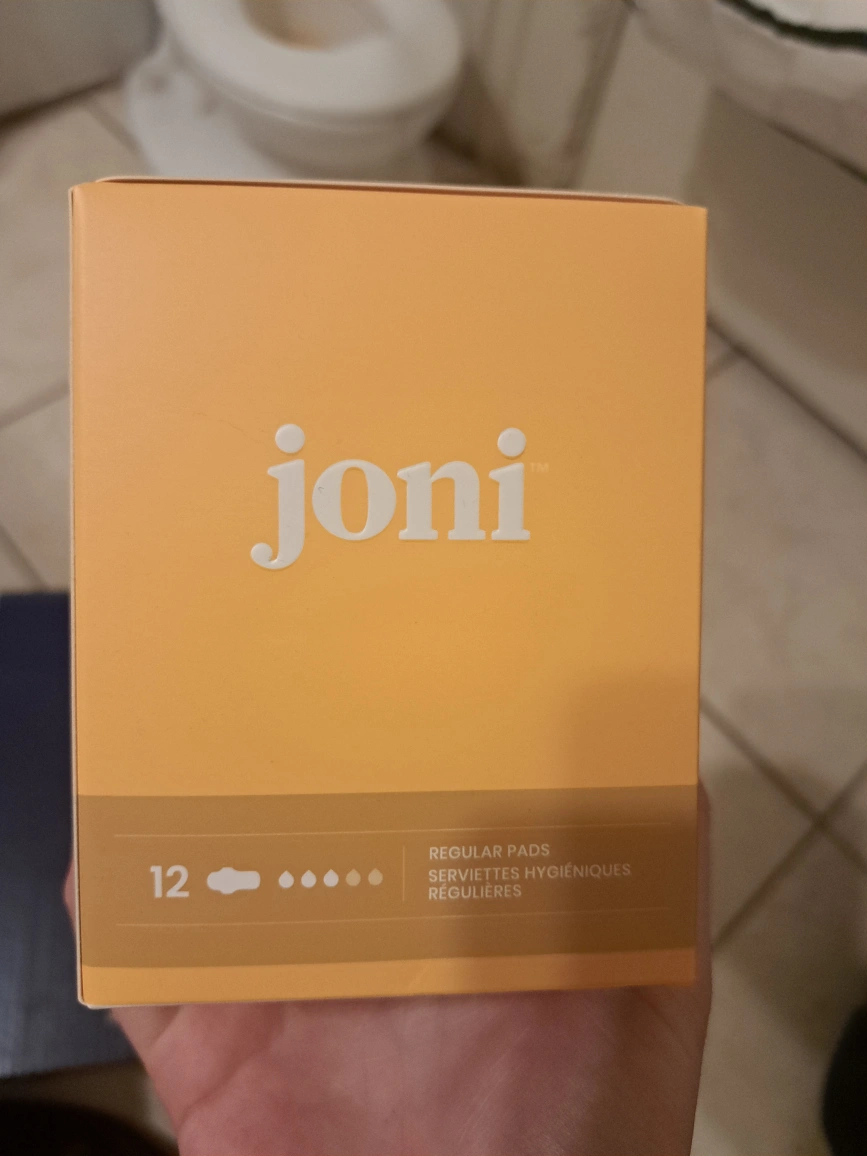 joni™
12
REGULAR PADS
SERVIETTES HYGIÉNIQUES
RÉGULIÈRES